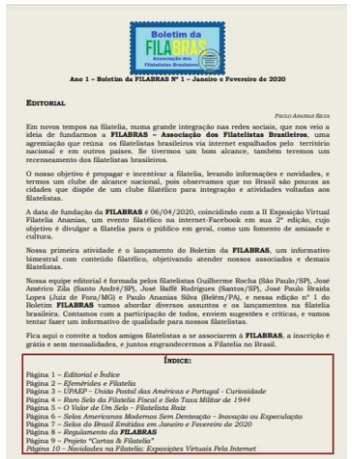 Boletim da
FILABRAS
Associação dos
Filatelistas Brasileiros
Ano 1 – Boletim da FILABRAS Nº 1 – Janeiro e Fevereiro de 2020
EDITORIAL
PAULO ANANIAS SILVA
Em novos tempos na filatelia, numa grande integração nas redes sociais, que nos veio a
ideia de fundarmos a FILABRAS – Associação dos Filatelistas Brasileiros, uma
agremiação que reúna os filatelistas brasileiros via internet espalhados pelo território
nacional e em outros países. Se tivermos um bom alcance, também teremos um
recenseamento dos filatelistas brasileiros.
O nosso objetivo é propagar e incentivar a filatelia, levando informações e novidades, e
termos um clube de alcance nacional, pois observamos que no Brasil são poucas as
cidades que dispõe de um clube filatélico para integração e atividades voltadas aos
filatelistas.
A data de fundação da FILABRAS é 06/04/2020, coincidindo com a II Exposição Virtual
Filatelia Ananias, um evento filatélico na internet-Facebook em sua 2ª edição, cujo
objetivo é divulgar a filatelia para o público em geral, como um fomento de amizade e
cultura.
Nossa primeira atividade é o lançamento do Boletim da FILABRAS, um informativo
bimestral com conteúdo filatélico, objetivando atender nossos associados e demais
filatelistas.
Nossa equipe editorial é formada pelos filatelistas Guilherme Rocha (São Paulo/SP), José
Américo Zila (Santo André/SP), José Baffê Rodrigues (Santos/SP), José Paulo Braida
Lopes (Juiz de Fora/MG) e Paulo Ananias Silva (Belém/PA), e nessa edição nº 1 do
Boletim FILABRAS vamos abordar diversos assuntos e os lançamentos na filatelia
brasileira. Contamos com a participação de todos, enviem sugestões e críticas, e vamos
tentar fazer um informativo de qualidade para nossos filatelistas.
Fica aqui o convite a todos amigos filatelistas a se associarem à FILABRAS, a inscrição é
grátis e sem mensalidades, e juntos engrandecermos a Filatelia no Brasil.
ÍNDICE:
Página 1 – Editorial e Índice
Página 2 – Efemérides e Filatelia
Página 3 – UPAEP – União Postal das Américas e Portugal - Curiosidade
Página 4 – Raro Selo da Filatelia Fiscal e Selo Taxa Militar de 1944
Página 5 – O Valor de Um Selo – Filatelista Raiz
Página 6 – Selos Americanos Modernos Sem Denteação – Inovação ou Especulação
Página 7 – Selos do Brasil Emitidos em Janeiro e Fevereiro de 2020
Página 8 – Regulamento da FILABRAS
Página 9 – Projeto "Cartas & Filatelia"
Página 10 – Novidades na Filatelia: Exposições Virtuais Pela Internet